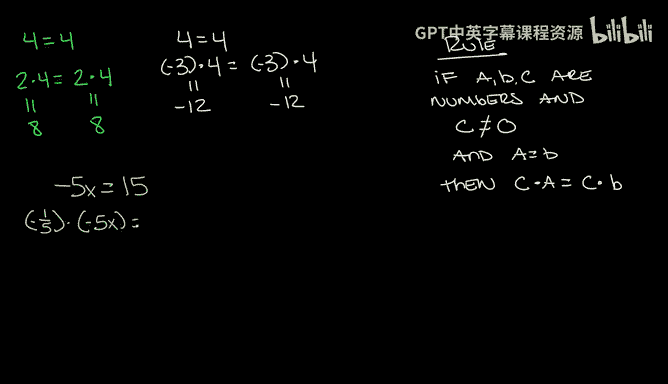 GPT中英字幕课程资源 bilibili
4=4
2·4=2·4
= =
8 8
4=4
(-3)·4=(-3)·4
= =
-12 -12
RULE
IF A, b, C ARE
NUMBERS AND
C≠0
AND A=b
THEN C·A=C·b
-5x=15
(-1/5)·(-5x)=